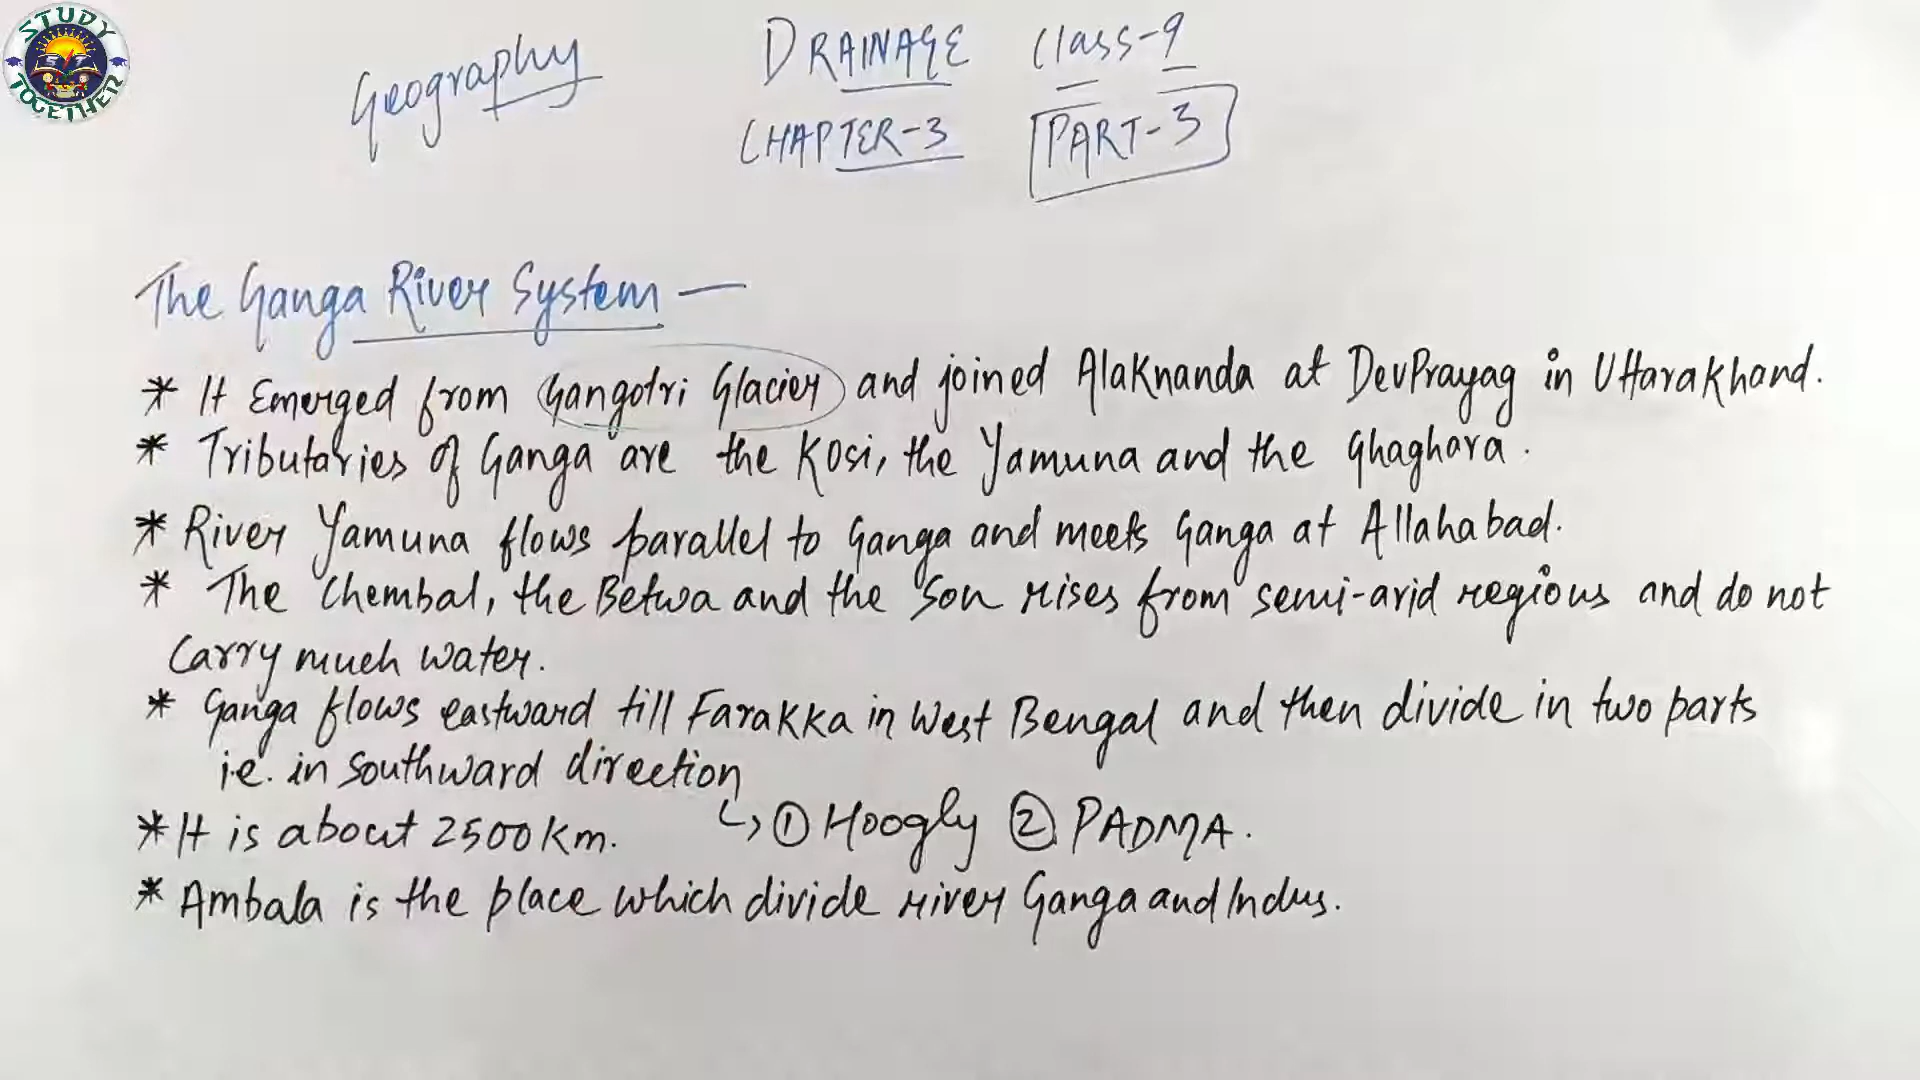 STUDY
ST
TOGETHER
Geography
DRAINAGE Class-9
CHAPTER-3 PART-3
The Ganga River System —
* It Emerged from Gangotri Glacier and joined Alaknanda at DevPrayag in Uttarakhand.
* Tributaries of Ganga are the Kosi, the Yamuna and the Ghaghara.
* River Yamuna flows parallel to Ganga and meets Ganga at Allahabad.
* The Chembal, the Betwa and the Son rises from semi-arid regions and do not
Carry much water.
* Ganga flows eastward till Farakka in West Bengal and then divide in two parts
i.e. in southward direction
* It is about 2500 Km. ↳ ① Hoogly ② PADMA.
* Ambala is the place which divide river Ganga and Indus.